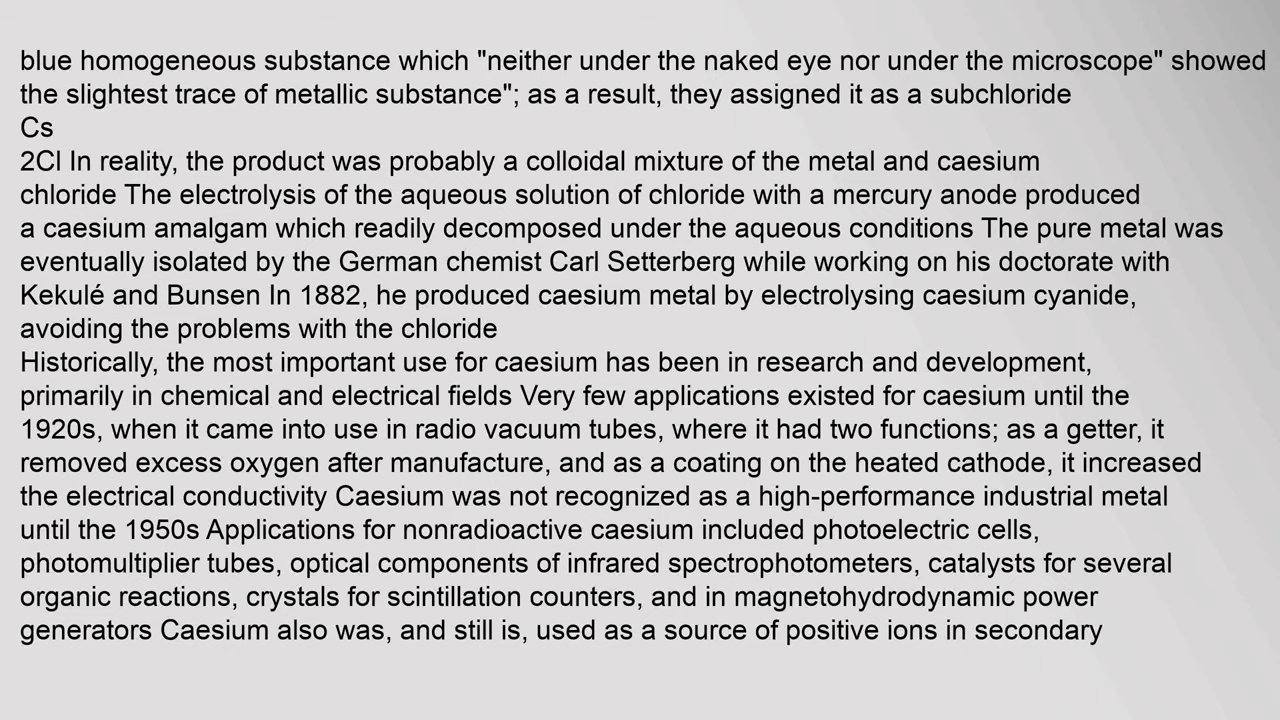 blue homogeneous substance which "neither under the naked eye nor under the microscope" showed
the slightest trace of metallic substance"; as a result, they assigned it as a subchloride
Cs
2Cl In reality, the product was probably a colloidal mixture of the metal and caesium
chloride The electrolysis of the aqueous solution of chloride with a mercury anode produced
a caesium amalgam which readily decomposed under the aqueous conditions The pure metal was
eventually isolated by the German chemist Carl Setterberg while working on his doctorate with
Kekulé and Bunsen In 1882, he produced caesium metal by electrolysing caesium cyanide,
avoiding the problems with the chloride
Historically, the most important use for caesium has been in research and development,
primarily in chemical and electrical fields Very few applications existed for caesium until the
1920s, when it came into use in radio vacuum tubes, where it had two functions; as a getter, it
removed excess oxygen after manufacture, and as a coating on the heated cathode, it increased
the electrical conductivity Caesium was not recognized as a high-performance industrial metal
until the 1950s Applications for nonradioactive caesium included photoelectric cells,
photomultiplier tubes, optical components of infrared spectrophotometers, catalysts for several
organic reactions, crystals for scintillation counters, and in magnetohydrodynamic power
generators Caesium also was, and still is, used as a source of positive ions in secondary